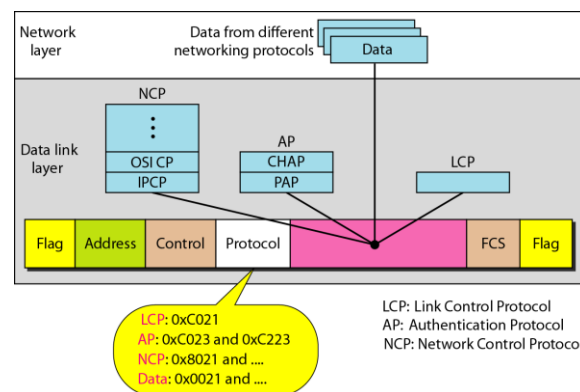 Network
layer
Data from different
networking protocols
Data
NCP
Data link
layer
OSI CP
IPCP
AP
CHAP
PAP
LCP
Flag
Address
Control
Protocol
FCS
Flag
LCP: 0xC021
AP: 0xC023 and 0xC223
NCP: 0x8021 and ....
Data: 0x0021 and ....
LCP: Link Control Protocol
AP: Authentication Protocol
NCP: Network Control Protoco